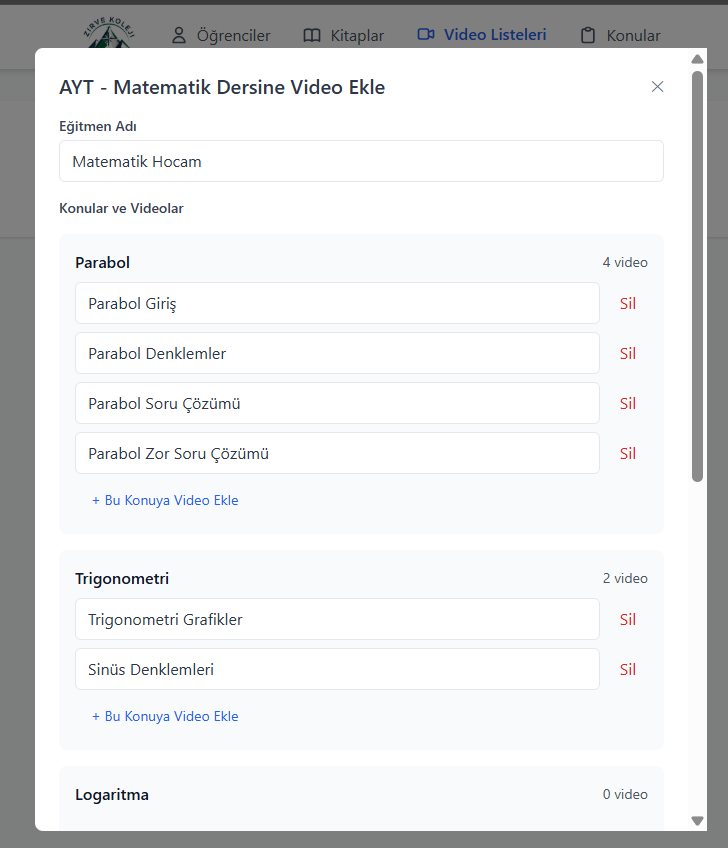 ZİRVE KOLEJİ
Öğrenciler Kitaplar Video Listeleri Konular
AYT - Matematik Dersine Video Ekle
Eğitmen Adı
Matematik Hocam
Konular ve Videolar
Parabol 4 video
Parabol Giriş Sil
Parabol Denklemler Sil
Parabol Soru Çözümü Sil
Parabol Zor Soru Çözümü Sil
+ Bu Konuya Video Ekle
Trigonometri 2 video
Trigonometri Grafikler Sil
Sinüs Denklemleri Sil
+ Bu Konuya Video Ekle
Logaritma 0 video